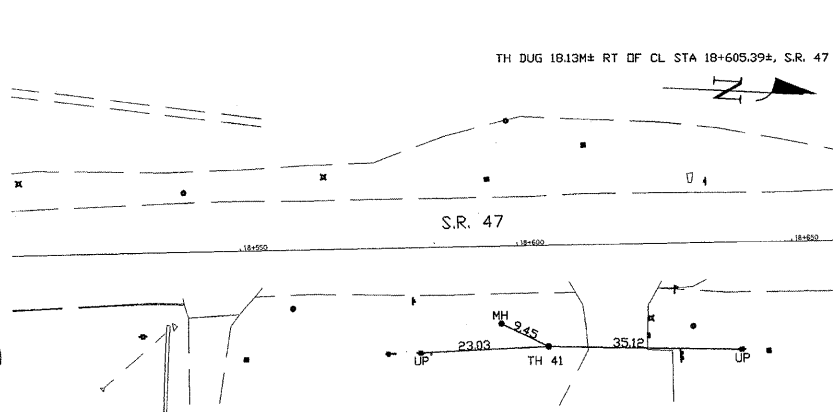 TH DUG 18.13M± RT OF CL STA 18+605.39±, S.R. 47
N
S.R. 47
18+550
18+600
18+650
MH
9.45
23.03
35.12
UP
TH 41
UP